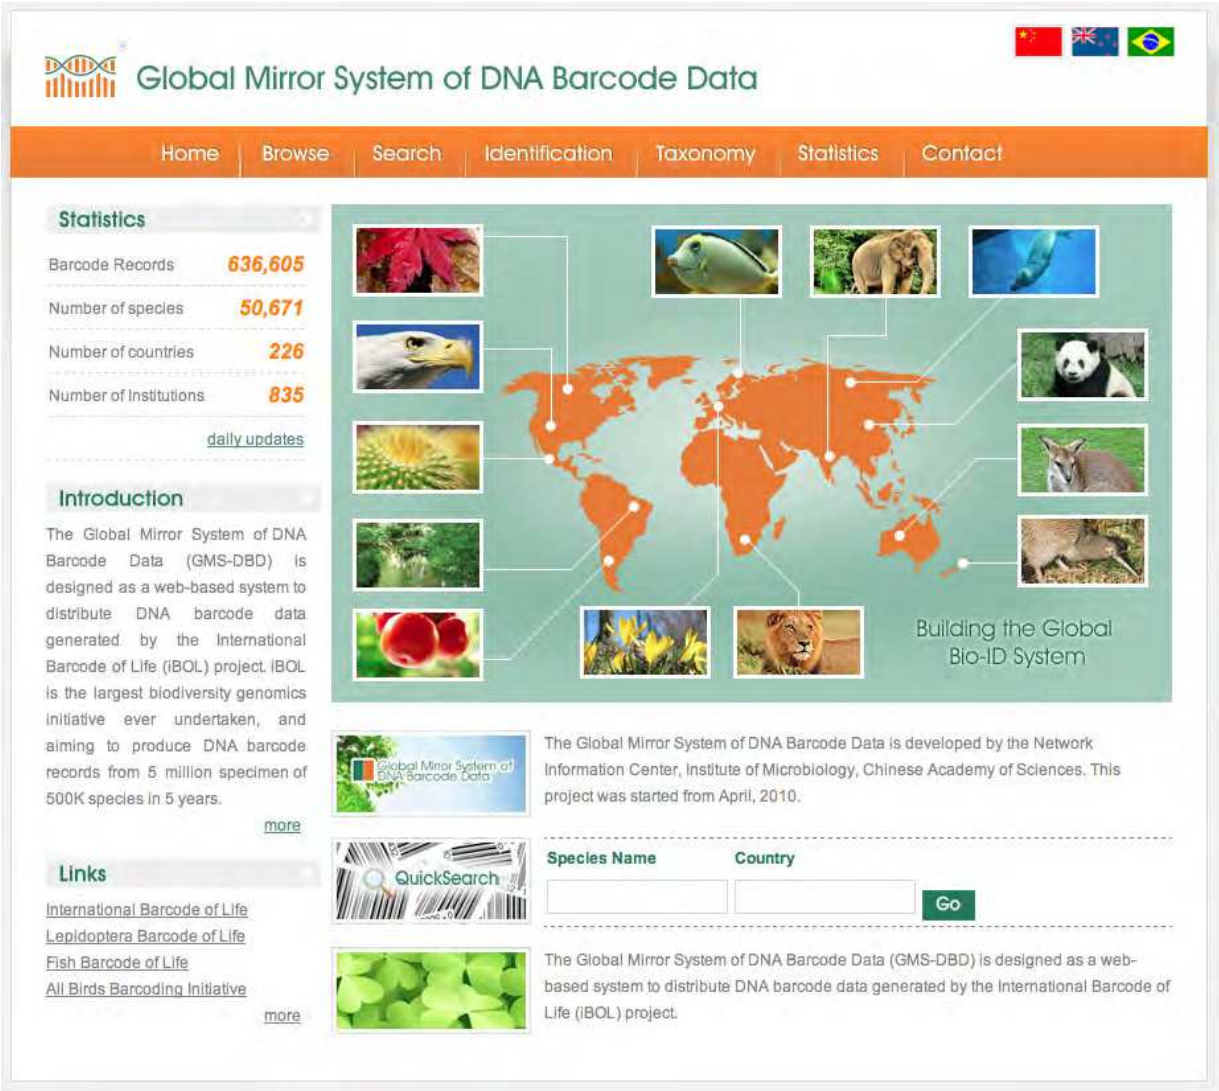 Global Mirror System of DNA Barcode Data
Home Browse Search Identification Taxonomy Statistics Contact
Statistics
Barcode Records 636,605
Number of species 50,671
Number of countries 226
Number of Institutions 835
daily updates
Introduction
The Global Mirror System of DNA
Barcode Data (GMS-DBD) is
designed as a web-based system to
distribute DNA barcode data
generated by the International
Barcode of Life (iBOL) project. iBOL
is the largest biodiversity genomics
initiative ever undertaken, and
aiming to produce DNA barcode
records from 5 million specimen of
500K species in 5 years.
more
Links
International Barcode of Life
Lepidoptera Barcode of Life
Fish Barcode of Life
All Birds Barcoding Initiative
more
Building the Global
Bio-ID System
Global Mirror System of
DNA Barcode Data
The Global Mirror System of DNA Barcode Data is developed by the Network
Information Center, Institute of Microbiology, Chinese Academy of Sciences. This
project was started from April, 2010.
QuickSearch
Species Name Country
Go
The Global Mirror System of DNA Barcode Data (GMS-DBD) is designed as a web-
based system to distribute DNA barcode data generated by the International Barcode of
Life (iBOL) project.